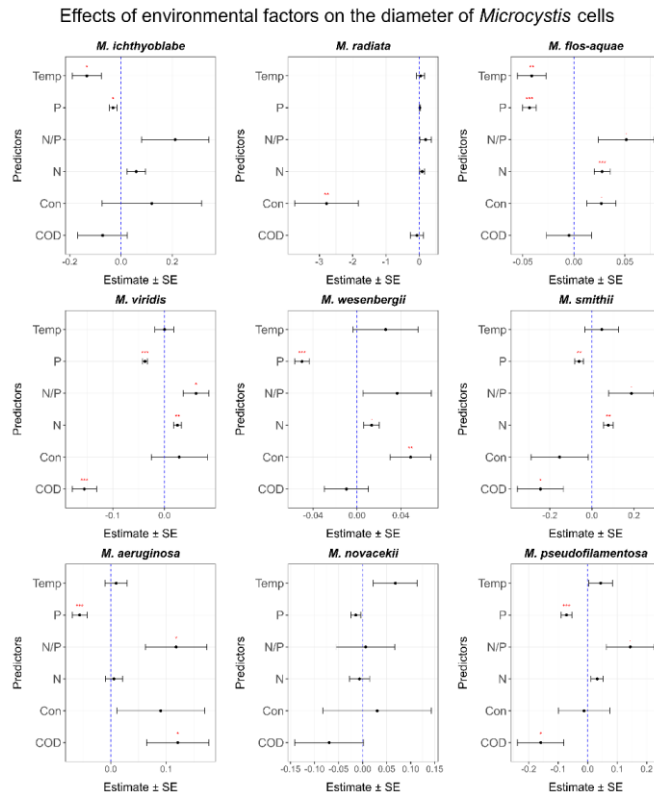 Effects of environmental factors on the diameter of Microcystis cells
M. ichthyoblabe
Predictors
Temp
P
N/P
N
Con
COD
*
*
-0.2 0.0 0.2
Estimate ± SE
M. radiata
Predictors
Temp
P
N/P
N
Con
COD
**
-3 -2 -1 0
Estimate ± SE
M. flos-aquae
Predictors
Temp
P
N/P
N
Con
COD
**
***
***
-0.05 0.00 0.05
Estimate ± SE
M. viridis
Predictors
Temp
P
N/P
N
Con
COD
***
*
**
***
-0.1 0.0
Estimate ± SE
M. wesenbergii
Predictors
Temp
P
N/P
N
Con
COD
***
**
-0.04 0.00 0.04
Estimate ± SE
M. smithii
Predictors
Temp
P
N/P
N
Con
COD
**
**
*
-0.2 0.0 0.2
Estimate ± SE
M. aeruginosa
Predictors
Temp
P
N/P
N
Con
COD
***
*
*
0.0 0.1
Estimate ± SE
M. novacekii
Predictors
Temp
P
N/P
N
Con
COD
-0.15 -0.10 -0.05 0.00 0.05 0.10 0.15
Estimate ± SE
M. pseudofilamentosa
Predictors
Temp
P
N/P
N
Con
COD
***
*
-0.2 -0.1 0.0 0.1 0.2
Estimate ± SE